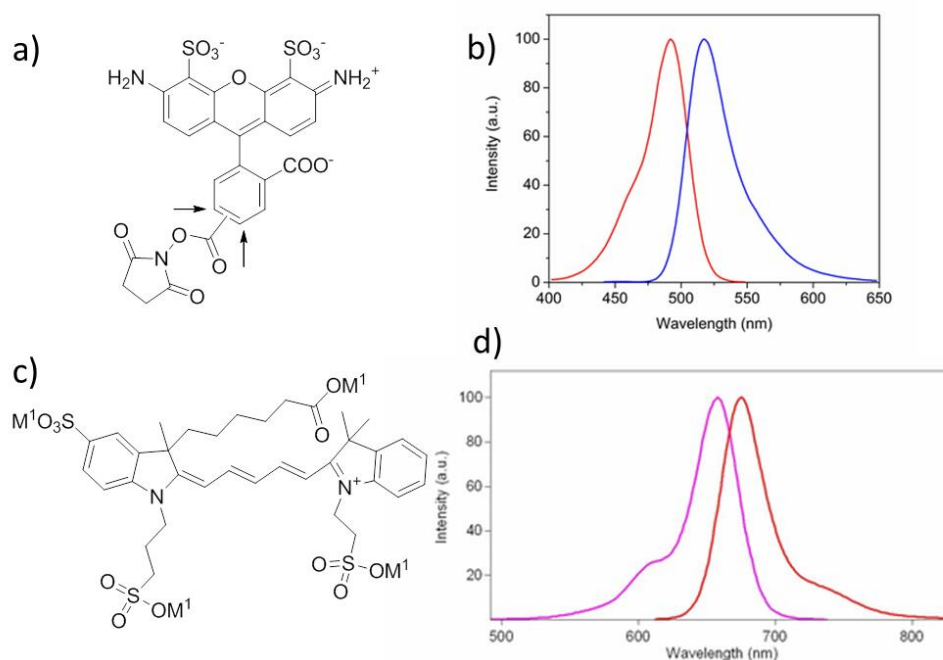 a)
SO₃⁻
SO₃⁻
H₂N
O
NH₂⁺
COO⁻
O
O
N
O
O
b)
Intensity (a.u.)
100
80
60
40
20
0
400
450
500
550
600
650
Wavelength (nm)
c)
OM¹
M¹O₃S
O
N
N⁺
O
S
OM¹
O
O
S
O
OM¹
d)
Intensity (a.u.)
100
80
60
40
20
500
600
700
800
Wavelength (nm)